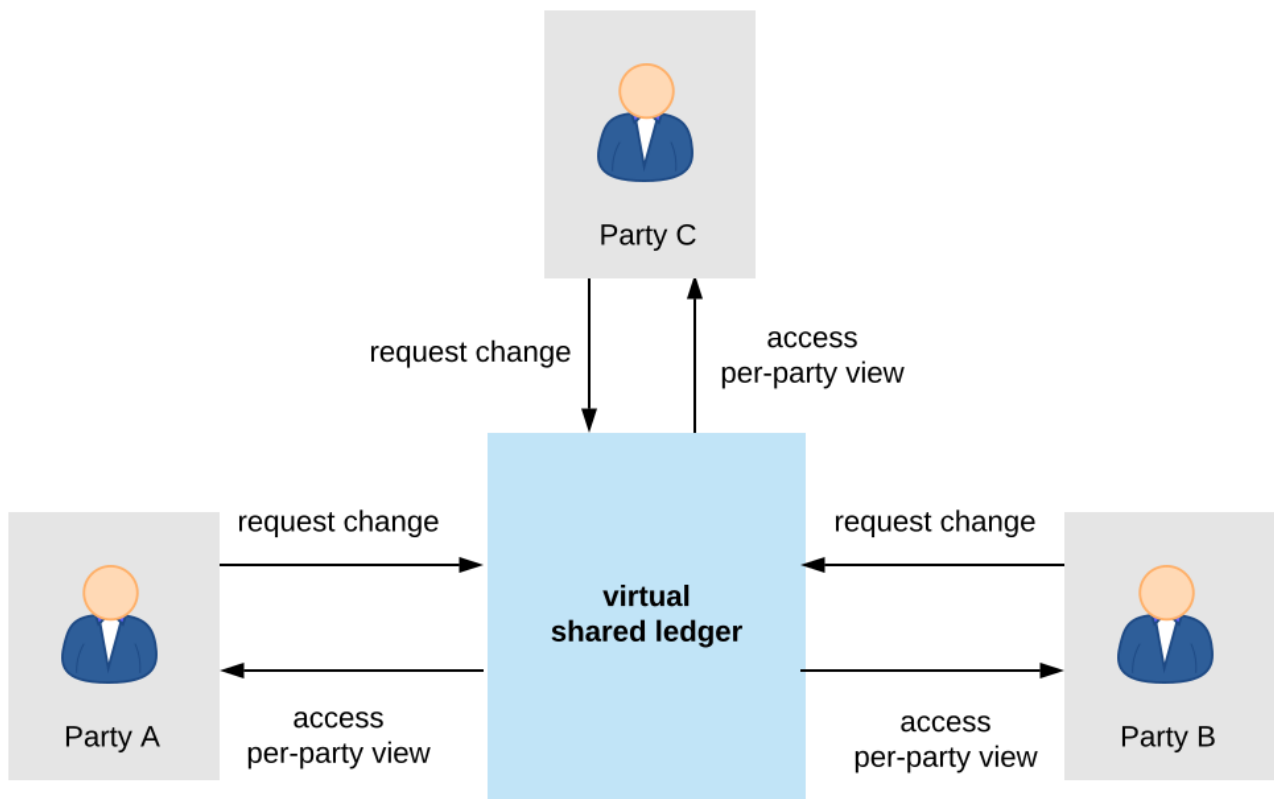 Party C
request change
access
per-party view
request change
request change
virtual
shared ledger
Party A
access
per-party view
access
per-party view
Party B